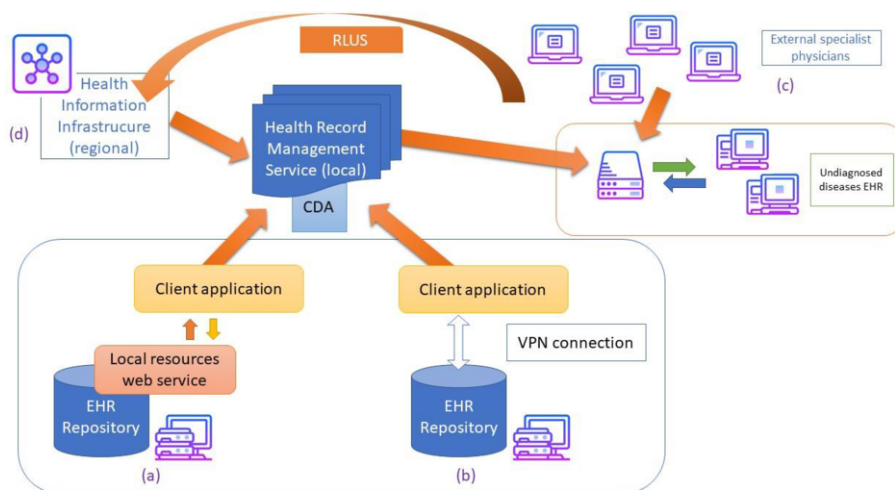 RLUS
External specialist
physicians
(c)
Health
Information
Infrastrucure
(regional)
(d)
Health Record
Management
Service (local)
CDA
Undiagnosed
diseases EHR
Client application
Client application
Local resources
web service
VPN connection
EHR
Repository
EHR
Repository
(a)
(b)